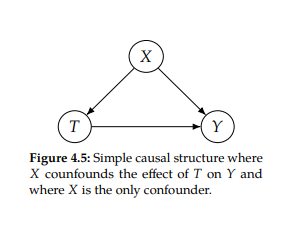 X
T
Y
Figure 4.5: Simple causal structure where
X counfounds the effect of T on Y and
where X is the only confounder.